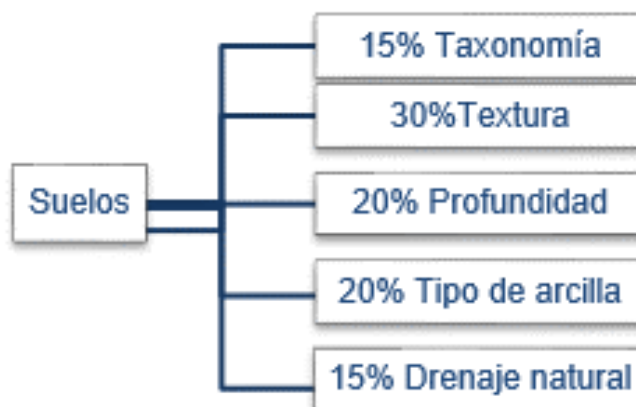 15% Taxonomía
30%Textura
Suelos
20% Profundidad
20% Tipo de arcilla
15% Drenaje natural